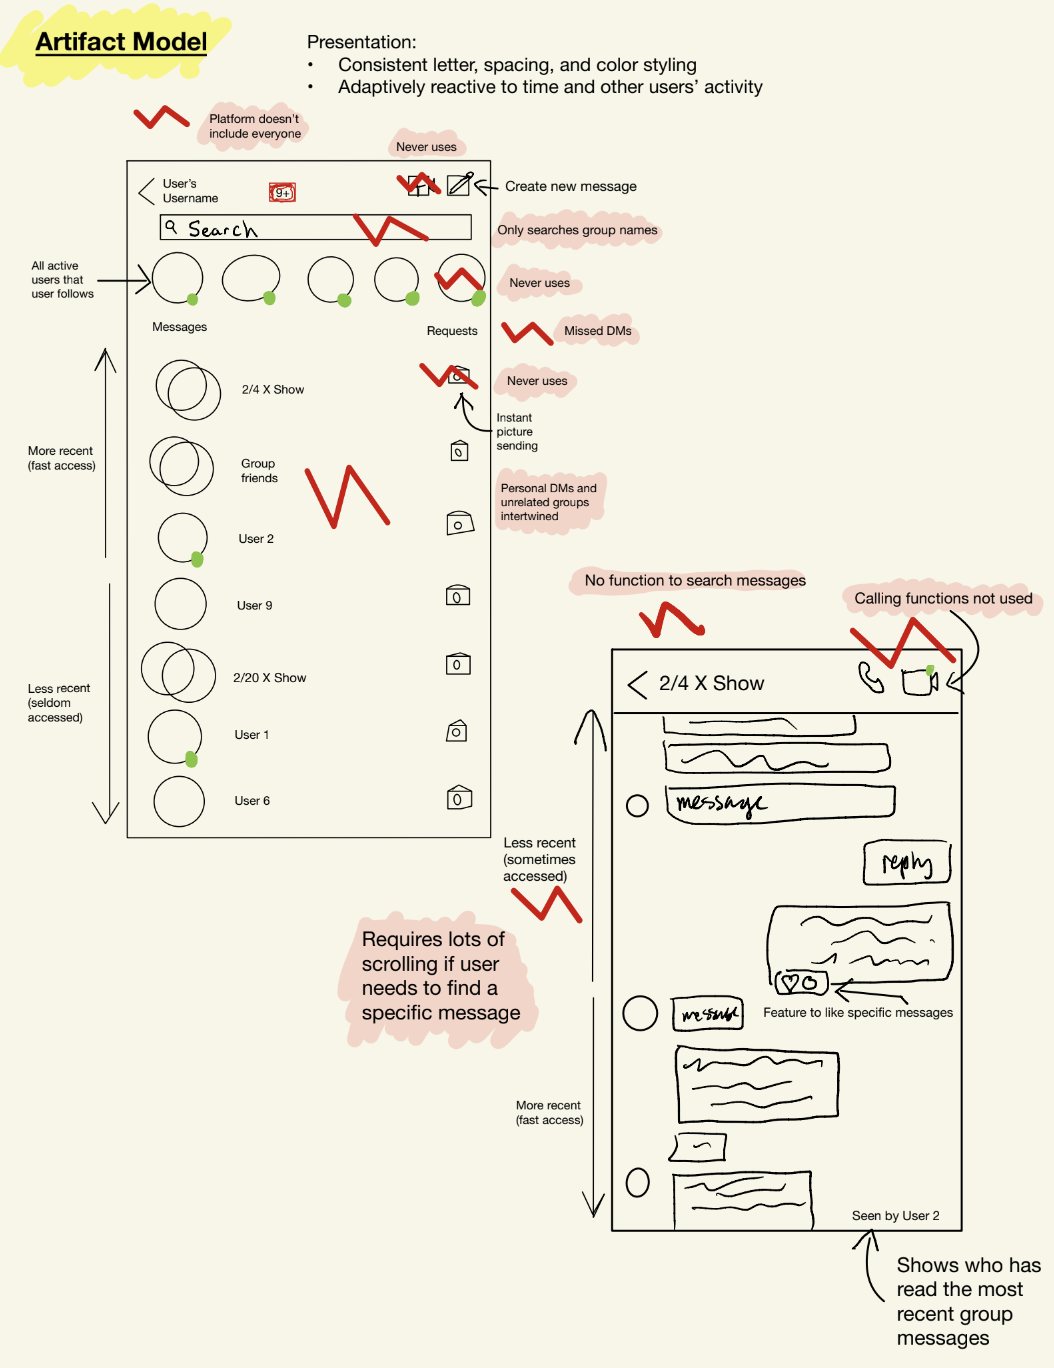 Artifact Model
Presentation:
• Consistent letter, spacing, and color styling
• Adaptively reactive to time and other users' activity
Platform doesn't
include everyone
Never uses
User's
Username
9+
Create new message
Search
Only searches group names
All active
users that
user follows
Never uses
Messages
Requests
Missed DMs
2/4 X Show
Never uses
Instant
picture
sending
More recent
(fast access)
Group
friends
Personal DMs and
unrelated groups
intertwined
User 2
User 9
2/20 X Show
Less recent
(seldom
accessed)
User 1
User 6
No function to search messages
Calling functions not used
2/4 X Show
message
Less recent
(sometimes
accessed)
reply
Requires lots of
scrolling if user
needs to find a
specific message
message
Feature to like specific messages
More recent
(fast access)
Seen by User 2
Shows who has
read the most
recent group
messages